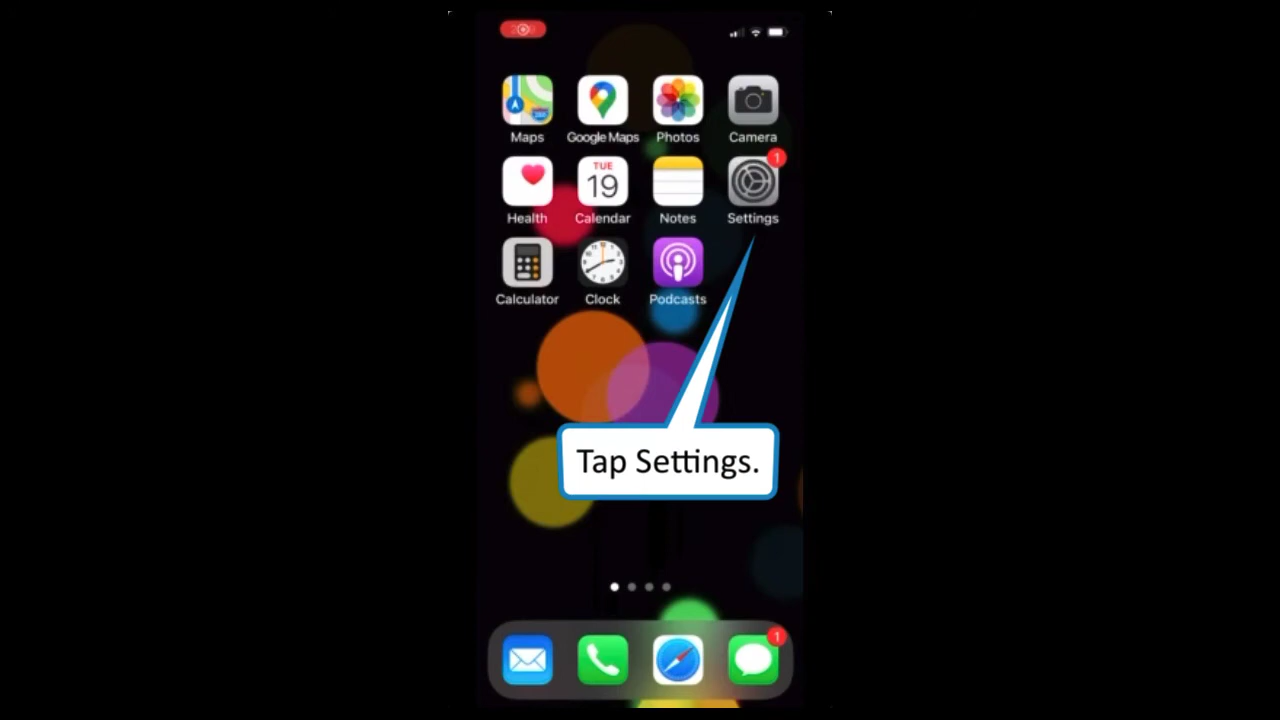 Maps
Google Maps
Photos
Camera
TUE
19
1
Health
Calendar
Notes
Settings
Calculator
Clock
Podcasts
Tap Settings.
1